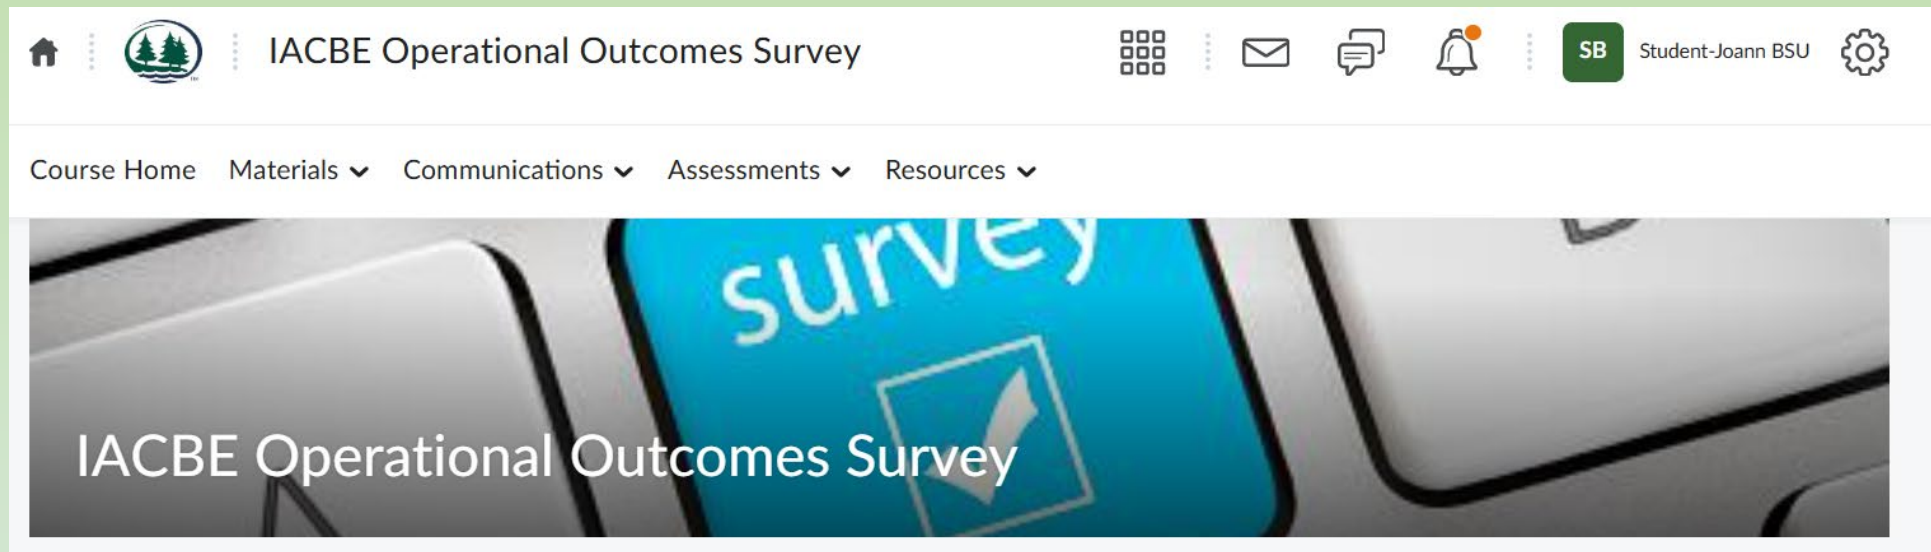 IACBE Operational Outcomes Survey
SB
Student-Joann BSU
Course Home Materials Communications Assessments Resources
survey
IACBE Operational Outcomes Survey